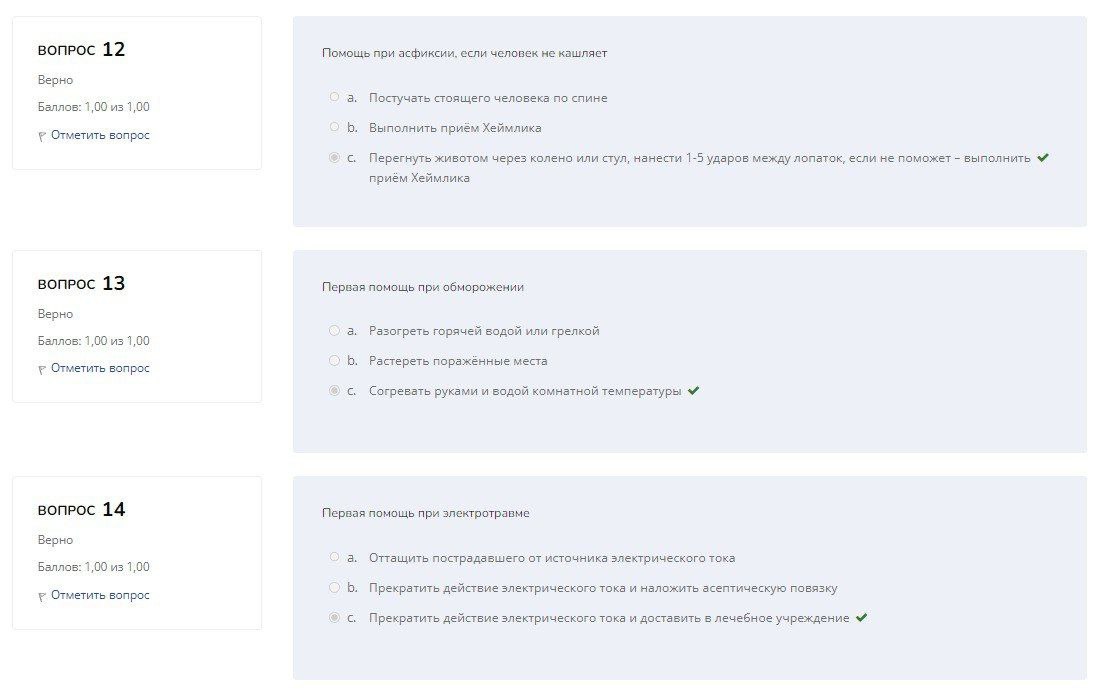 ВОПРОС 12
Верно
Баллов: 1,00 из 1,00
Отметить вопрос
Помощь при асфиксии, если человек не кашляет
a. Постучать стоящего человека по спине
b. Выполнить приём Хеймлика
c. Перегнуть животом через колено или стул, нанести 1-5 ударов между лопаток, если не поможет – выполнить
приём Хеймлика
ВОПРОС 13
Верно
Баллов: 1,00 из 1,00
Отметить вопрос
Первая помощь при обморожении
a. Разогреть горячей водой или грелкой
b. Растереть поражённые места
c. Согревать руками и водой комнатной температуры
ВОПРОС 14
Верно
Баллов: 1,00 из 1,00
Отметить вопрос
Первая помощь при электротравме
a. Оттащить пострадавшего от источника электрического тока
b. Прекратить действие электрического тока и наложить асептическую повязку
c. Прекратить действие электрического тока и доставить в лечебное учреждение